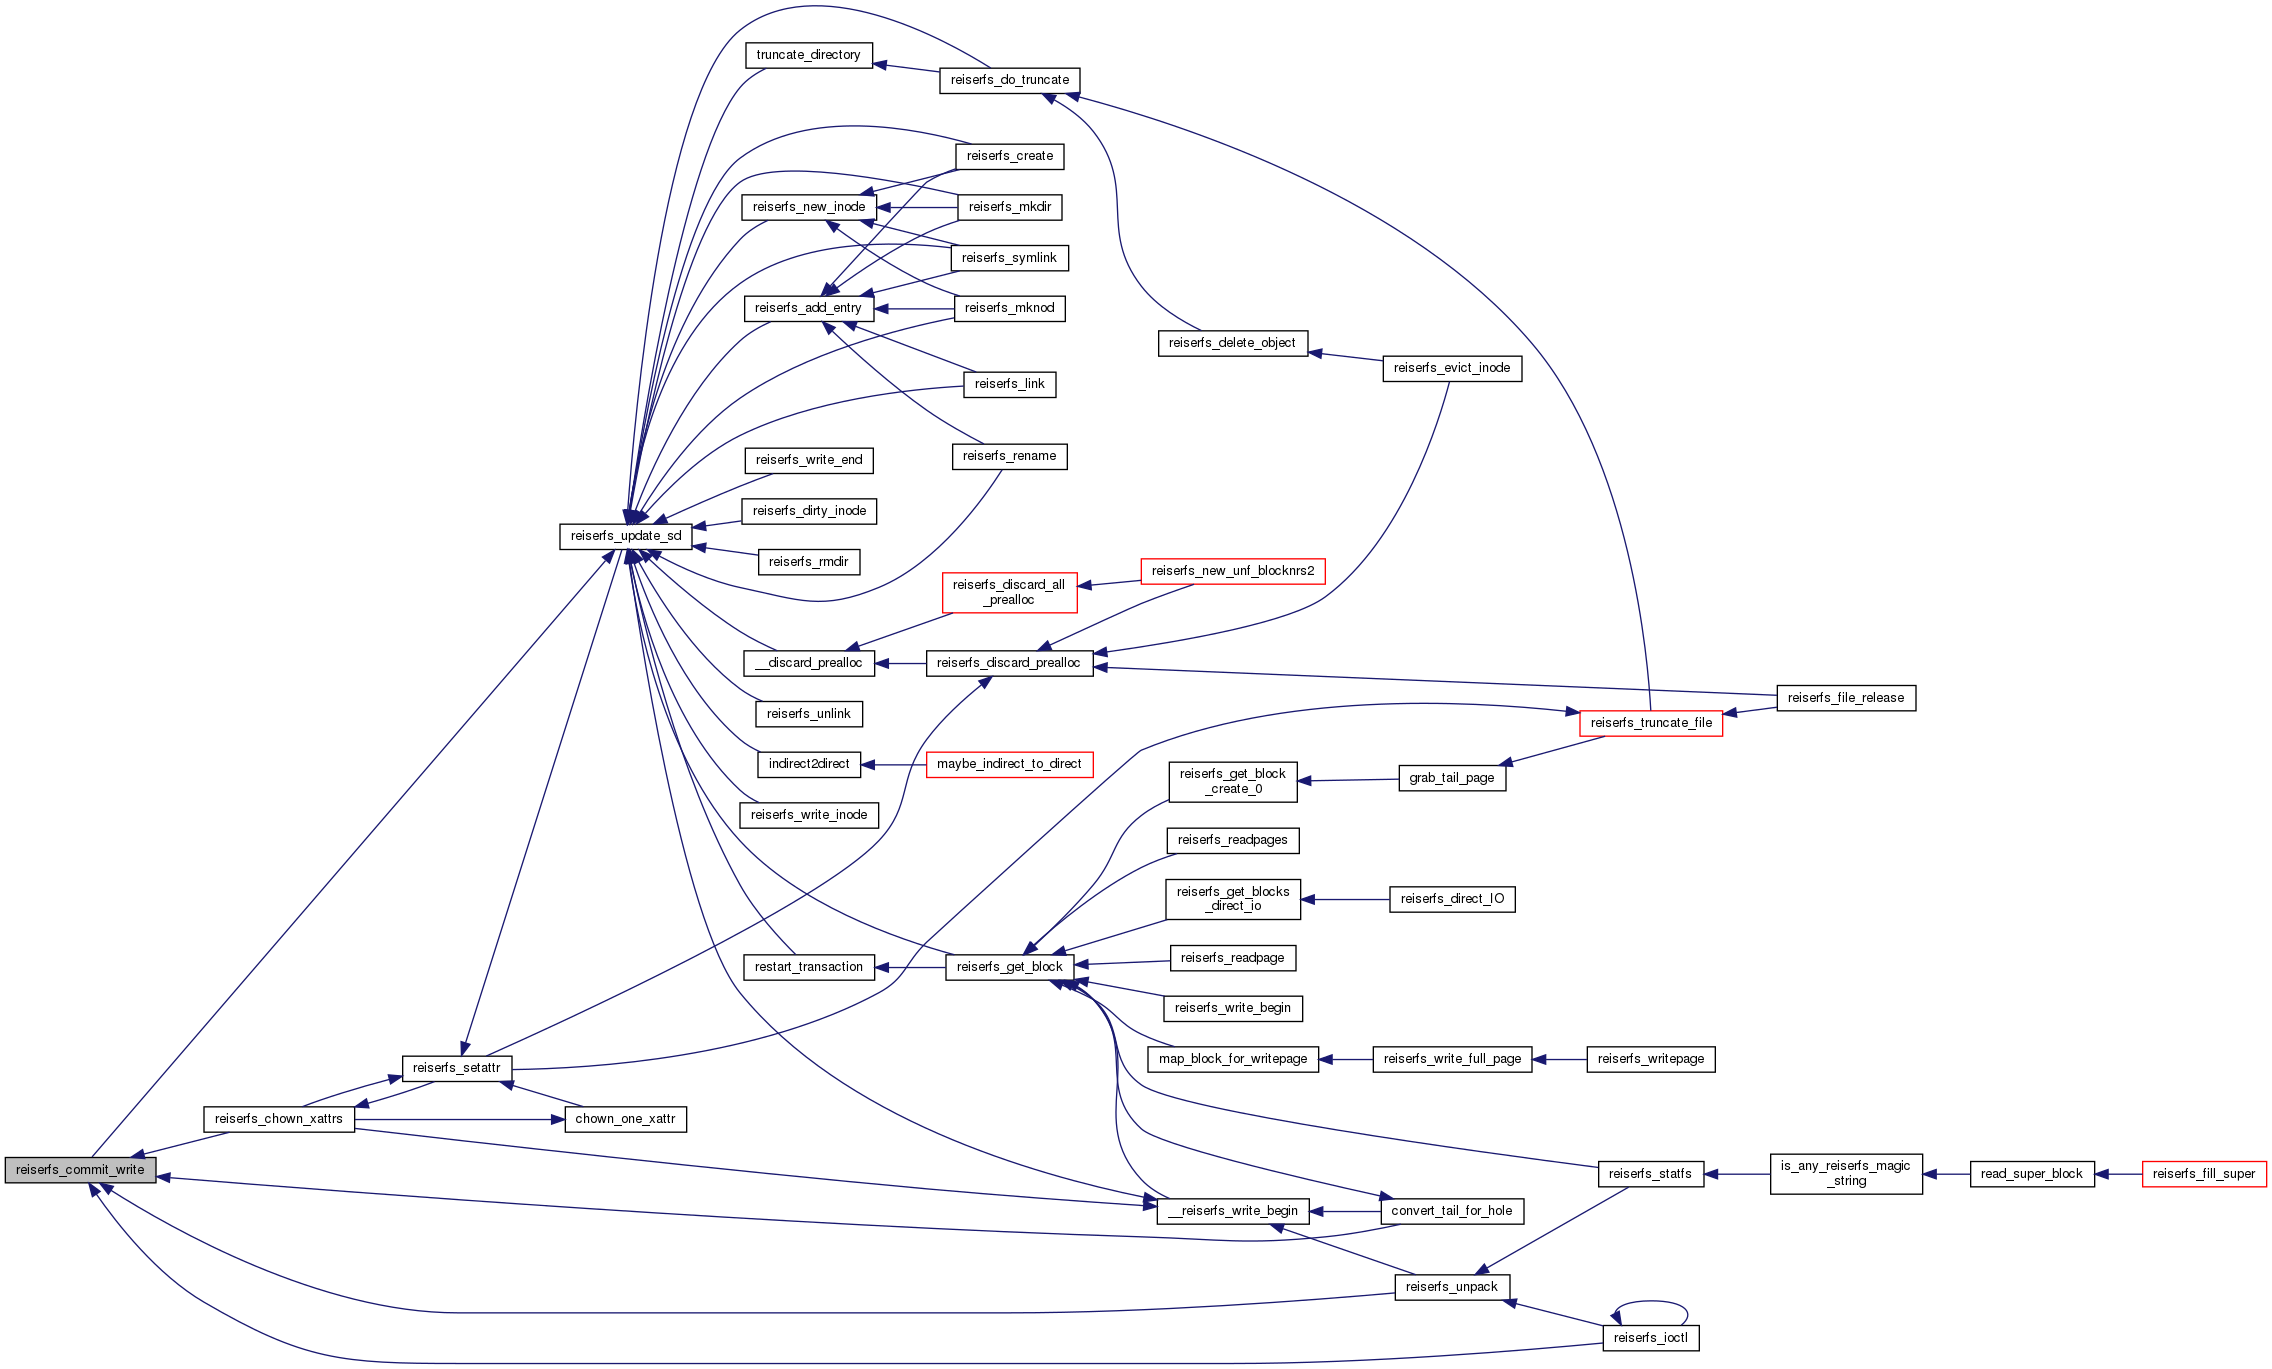 truncate_directory
reiserfs_do_truncate
reiserfs_create
reiserfs_new_inode
reiserfs_mkdir
reiserfs_symlink
reiserfs_add_entry
reiserfs_mknod
reiserfs_delete_object
reiserfs_evict_inode
reiserfs_link
reiserfs_write_end
reiserfs_rename
reiserfs_dirty_inode
reiserfs_update_sd
reiserfs_rmdir
reiserfs_new_unf_blocknrs2
reiserfs_discard_all
_prealloc
__discard_prealloc
reiserfs_discard_prealloc
reiserfs_file_release
reiserfs_unlink
reiserfs_truncate_file
indirect2direct
maybe_indirect_to_direct
reiserfs_get_block
_create_0
grab_tail_page
reiserfs_write_inode
reiserfs_readpages
reiserfs_get_blocks
_direct_io
reiserfs_direct_IO
reiserfs_readpage
restart_transaction
reiserfs_get_block
reiserfs_write_begin
map_block_for_writepage
reiserfs_write_full_page
reiserfs_writepage
reiserfs_setattr
reiserfs_chown_xattrs
chown_one_xattr
reiserfs_commit_write
reiserfs_statfs
is_any_reiserfs_magic
_string
read_super_block
reiserfs_fill_super
__reiserfs_write_begin
convert_tail_for_hole
reiserfs_unpack
reiserfs_ioctl